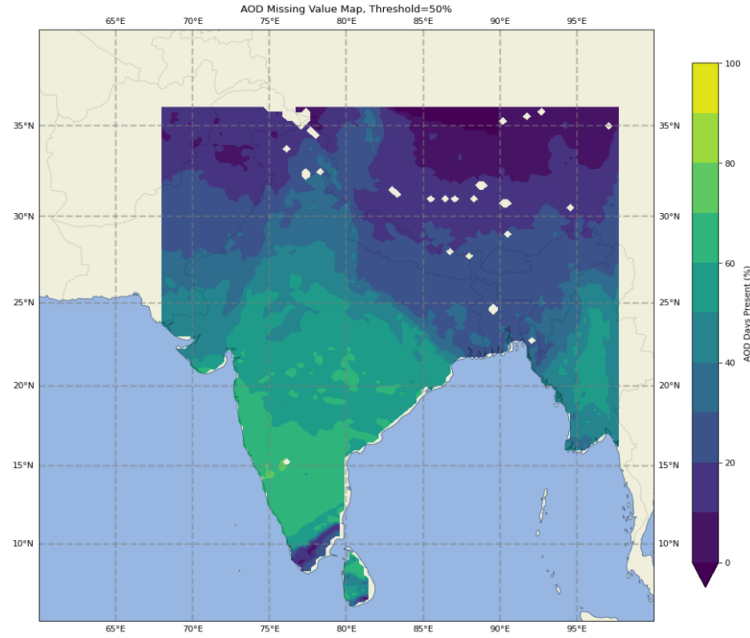 AOD Missing Value Map, Threshold=50%
65°E 70°E 75°E 80°E 85°E 90°E 95°E
35°N 35°N
30°N 30°N
25°N 25°N
20°N 20°N
15°N 15°N
10°N 10°N
65°E 70°E 75°E 80°E 85°E 90°E 95°E
100
80
60
40
20
0
AOD Days Present (%)